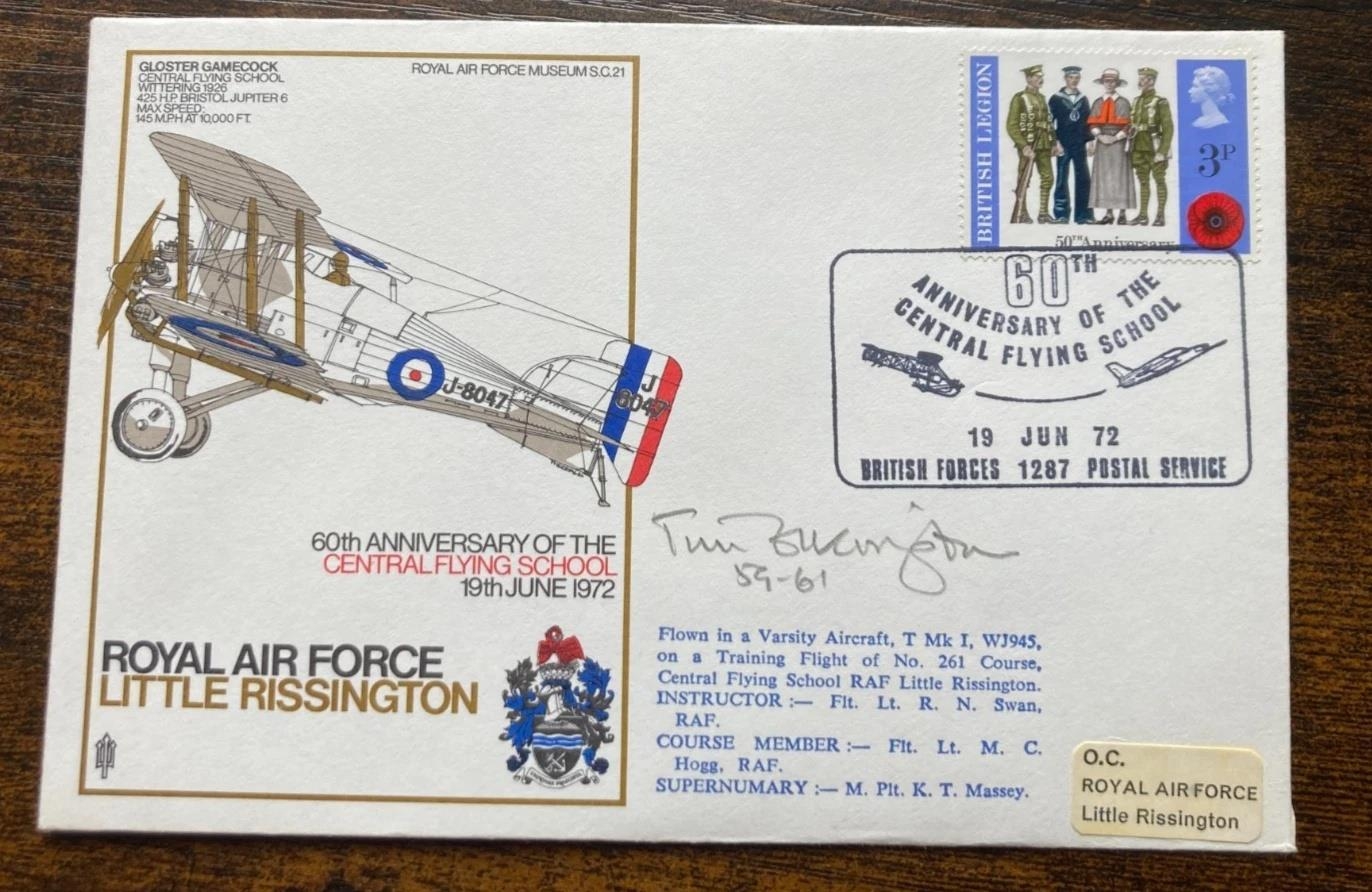 GLOSTER GAMECOCK
CENTRAL FLYING SCHOOL
WITTERING 1926
425 H.P. BRISTOL JUPITER 6
MAX SPEED:
145 M.P.H AT 10,000 FT.
ROYAL AIR FORCE MUSEUM S.C.21
J-8047
J
8047
60th ANNIVERSARY OF THE
CENTRAL FLYING SCHOOL
19th JUNE 1972
ROYAL AIR FORCE
LITTLE RISSINGTON
BRITISH LEGION
3P
50TH Anniversary
60TH
ANNIVERSARY OF THE
CENTRAL FLYING SCHOOL
19 JUN 72
BRITISH FORCES 1287 POSTAL SERVICE
Tim
59-61
Flown in a Varsity Aircraft, T Mk I, WJ945,
on a Training Flight of No. 261 Course,
Central Flying School RAF Little Rissington.
INSTRUCTOR :— Flt. Lt. R. N. Swan,
RAF.
COURSE MEMBER :— Flt. Lt. M. C.
Hogg, RAF.
SUPERNUMARY :— M. Plt. K. T. Massey.
O.C.
ROYAL AIR FORCE
Little Rissington